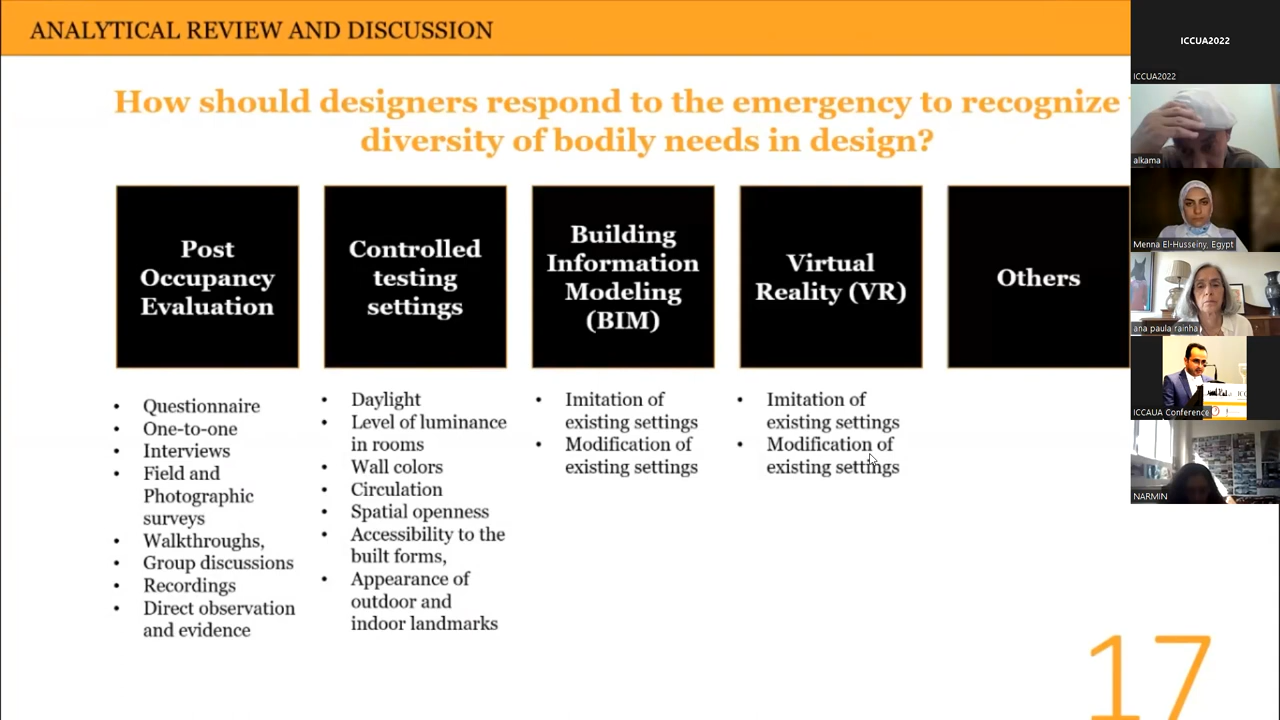 ANALYTICAL REVIEW AND DISCUSSION
How should designers respond to the emergency to recognize
diversity of bodily needs in design?
Post
Occupancy
Evaluation
Controlled
testing
settings
Building
Information
Modeling
(BIM)
Virtual
Reality (VR)
Others
• Questionnaire
• One-to-one
• Interviews
• Field and
Photographic
surveys
• Walkthroughs,
• Group discussions
• Recordings
• Direct observation
and evidence
• Daylight
• Level of luminance
in rooms
• Wall colors
• Circulation
• Spatial openness
• Accessibility to the
built forms,
• Appearance of
outdoor and
indoor landmarks
• Imitation of
existing settings
• Modification of
existing settings
• Imitation of
existing settings
• Modification of
existing settings
17
ICCUA2022
ICCUA2022
alkama
Menna El-Husseiny, Egypt
ana paula rainha
ICCAUA Conference
NARMIN